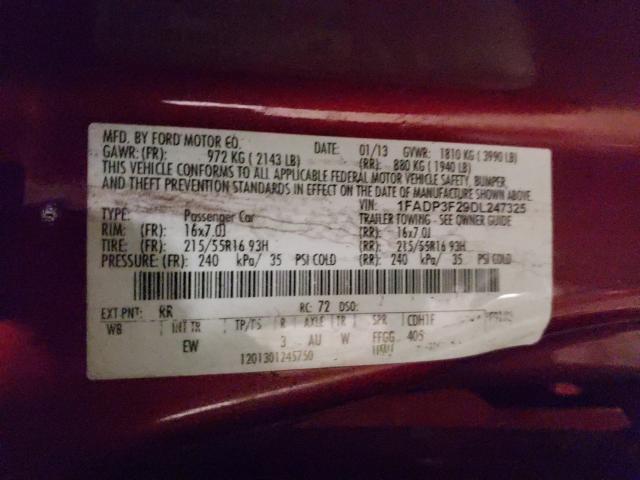 MFD. BY FORD MOTOR CO. DATE: 01/13 GVWR: 1810 KG ( 3990 LB)
GAWR: (FR): 972 KG ( 2143 LB) (RR): 880 KG ( 1940 LB)
THIS VEHICLE CONFORMS TO ALL APPLICABLE FEDERAL MOTOR VEHICLE SAFETY, BUMPER,
AND THEFT PREVENTION STANDARDS IN EFFECT ON THE DATE OF MANUFACTURE SHOWN ABOVE.
VIN: 1FADP3F29DL247325
TYPE: Passenger Car TRAILER TOWING - SEE OWNER GUIDE
RIM: (FR): 16x7.0J (RR): 16x7.0J
TIRE: (FR): 215/55R16 93H (RR): 215/55R16 93H
PRESSURE: (FR): 240 kPa/ 35 PSI COLD (RR): 240 kPa/ 35 PSI COLD
EXT PNT: RR RC: 72 DSO:
WB INT TR TP/PS R AXLE TR SPR CDH1F
EW 3 AU W FFGG 405
1201301245750